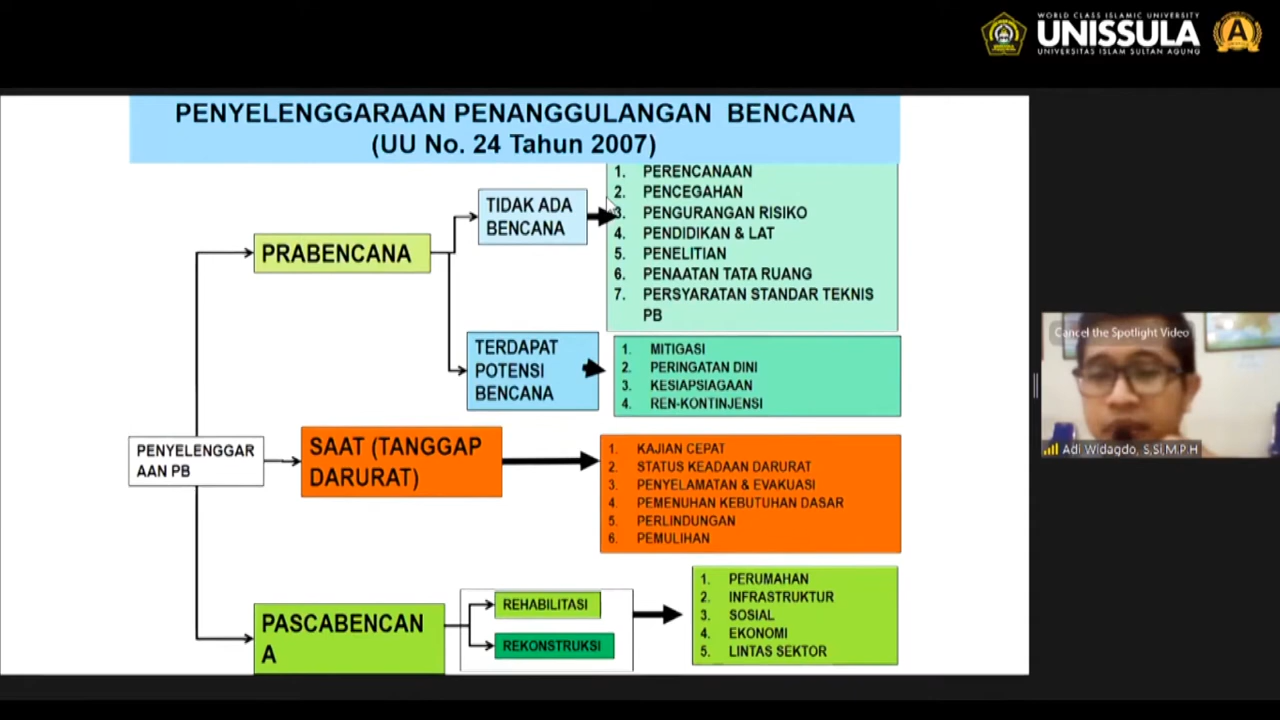 WORLD CLASS ISLAMIC UNIVERSITY
UNISSULA
UNIVERSITAS ISLAM SULTAN AGUNG
A
PENYELENGGARAAN PENANGGULANGAN BENCANA
(UU No. 24 Tahun 2007)
PENYELENGGAR
AAN PB
PRABENCANA
TIDAK ADA
BENCANA
1. PERENCANAAN
2. PENCEGAHAN
3. PENGURANGAN RISIKO
4. PENDIDIKAN & LAT
5. PENELITIAN
6. PENAATAN TATA RUANG
7. PERSYARATAN STANDAR TEKNIS
PB
TERDAPAT
POTENSI
BENCANA
1. MITIGASI
2. PERINGATAN DINI
3. KESIAPSIAGAAN
4. REN-KONTINJENSI
SAAT (TANGGAP
DARURAT)
1. KAJIAN CEPAT
2. STATUS KEADAAN DARURAT
3. PENYELAMATAN & EVAKUASI
4. PEMENUHAN KEBUTUHAN DASAR
5. PERLINDUNGAN
6. PEMULIHAN
PASCABENCAN
A
REHABILITASI
REKONSTRUKSI
1. PERUMAHAN
2. INFRASTRUKTUR
3. SOSIAL
4. EKONOMI
5. LINTAS SEKTOR
Cancel the Spotlight Video
Adi Widagdo, S,Si,M.P.H